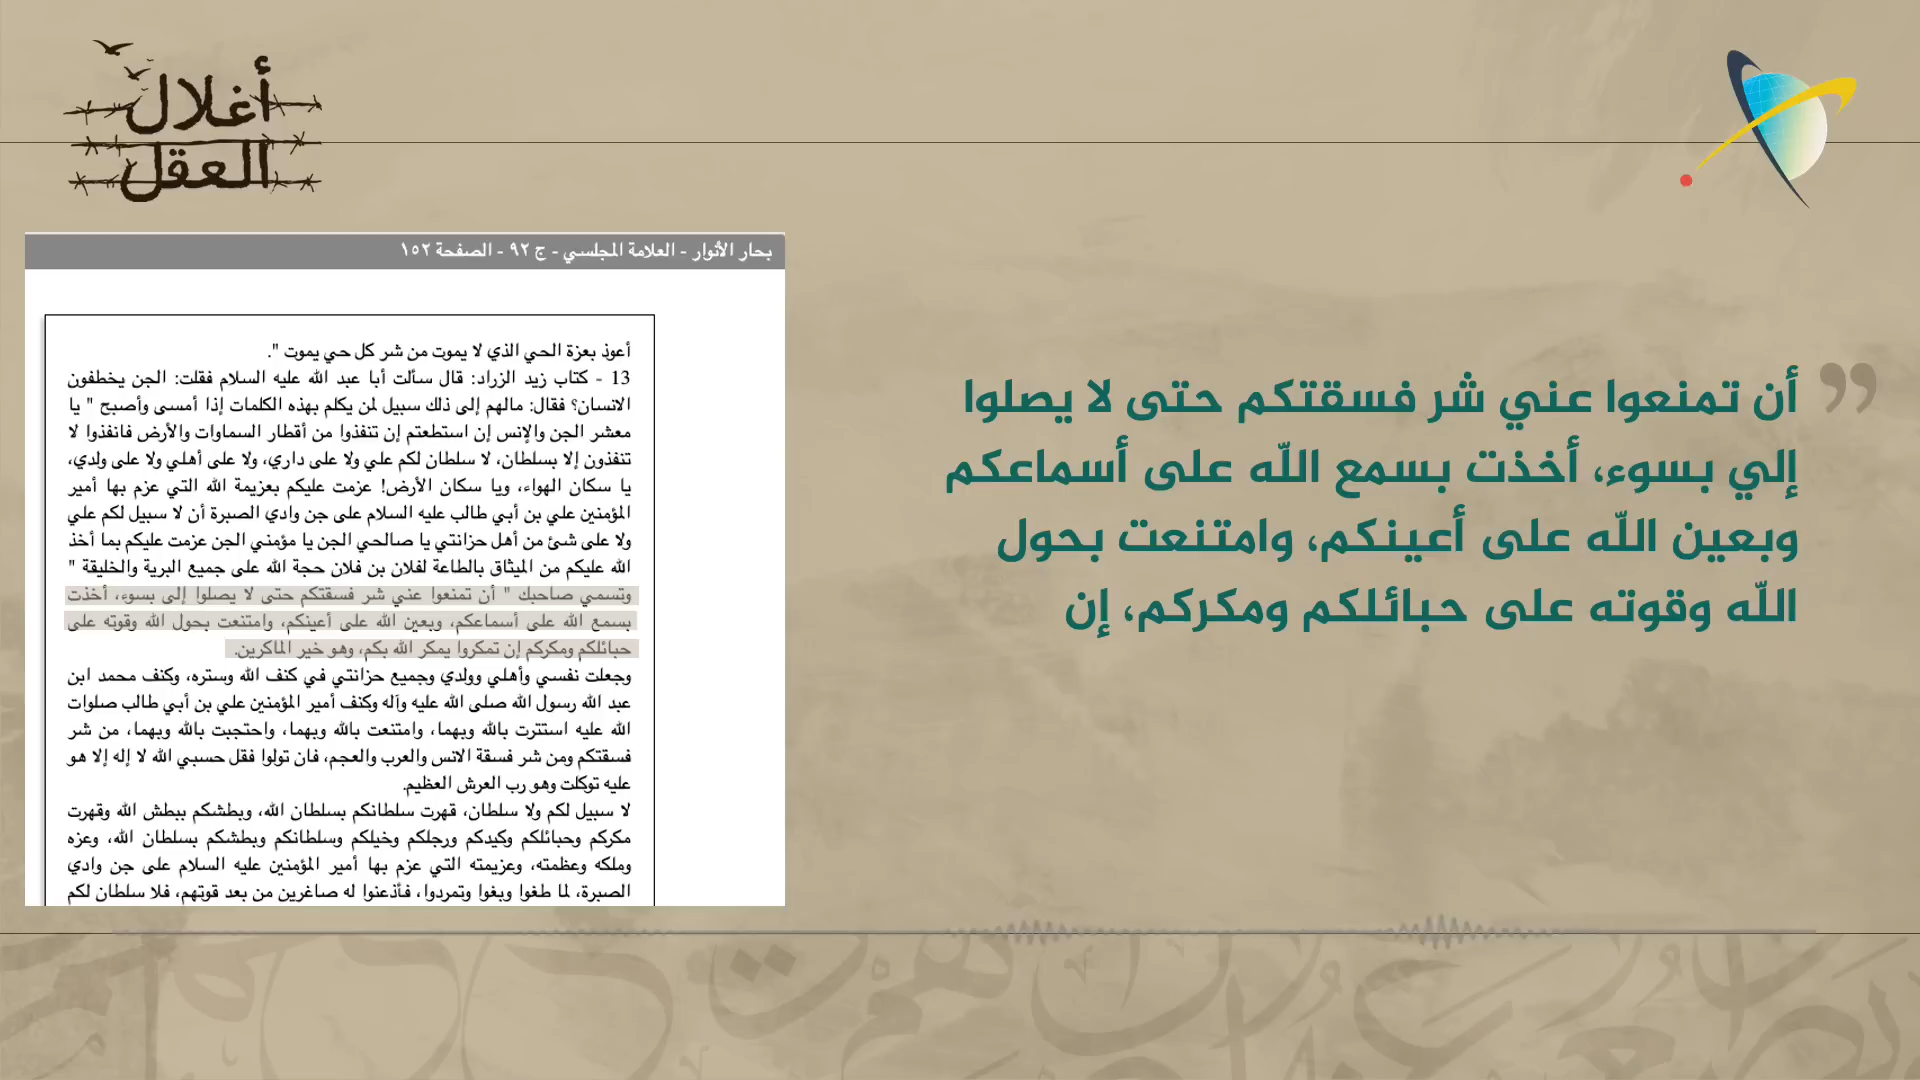 أغلال
العقل
بحار الأنوار - العلامة المجلسي - ج ٩٢ - الصفحة ١٥٢
أعوذ بعزة الحي الذي لا يموت من شر كل حي يموت ".
13 - كتاب زيد الزراد: قال سألت أبا عبد الله عليه السلام فقلت: الجن يخطفون
الانسان؟ فقال: مالهم إلى ذلك سبيل لمن يكلم بهذه الكلمات إذا أمسى وأصبح " يا
معشر الجن والإنس إن استطعتم إن تنفذوا من أقطار السماوات والأرض فانفذوا لا
تنفذون إلا بسلطان، لا سلطان لكم علي ولا على داري، ولا على أهلي ولا على ولدي،
يا سكان الهواء، ويا سكان الأرض! عزمت عليكم بعزيمة الله التي عزم بها أمير
المؤمنين علي بن أبي طالب عليه السلام على جن وادي الصبرة أن لا سبيل لكم علي
ولا على شئ من أهل حزانتي يا صالحي الجن يا مؤمني الجن عزمت عليكم بما أخذ
الله عليكم من الميثاق بالطاعة لفلان بن فلان حجة الله على جميع البرية والخليقة "
وتسمي صاحبك " أن تمنعوا عني شر فسقتكم حتى لا يصلوا إلى بسوء، أخذت
بسمع الله على أسماعكم، وبعين الله على أعينكم، وامتنعت بحول الله وقوته على
حبائلكم ومكركم إن تمكروا يمكر الله بكم، وهو خير الماكرين.
وجعلت نفسي وأهلي وولدي وجميع حزانتي في كنف الله وستره، وكنف محمد ابن
عبد الله رسول الله صلى الله عليه وآله وكنف أمير المؤمنين علي بن أبي طالب صلوات
الله عليه استترت بالله وبهما، وامتنعت بالله وبهما، واحتجبت بالله وبهما، من شر
فسقتكم ومن شر فسقة الانس والعرب والعجم، فان تولوا فقل حسبي الله لا إله إلا هو
عليه توكلت وهو رب العرش العظيم.
لا سبيل لكم ولا سلطان، قهرت سلطانكم بسلطان الله، وبطشكم ببطش الله وقهرت
مكركم وحبائلكم وكيدكم ورجلكم وخيلكم وسلطانكم وبطشكم بسلطان الله، وعزه
وملكه وعظمته، وعزيمته التي عزم بها أمير المؤمنين عليه السلام على جن وادي
الصبرة، لما طغوا وبغوا وتمردوا، فأذعنوا له صاغرين من بعد قوتهم، فلا سلطان لكم
أن تمنعوا عني شر فسقتكم حتى لا يصلوا
إلي بسوء، أخذت بسمع اللّه على أسماعكم
وبعين اللّه على أعينكم، وامتنعت بحول
اللّه وقوته على حبائلكم ومكركم، إن